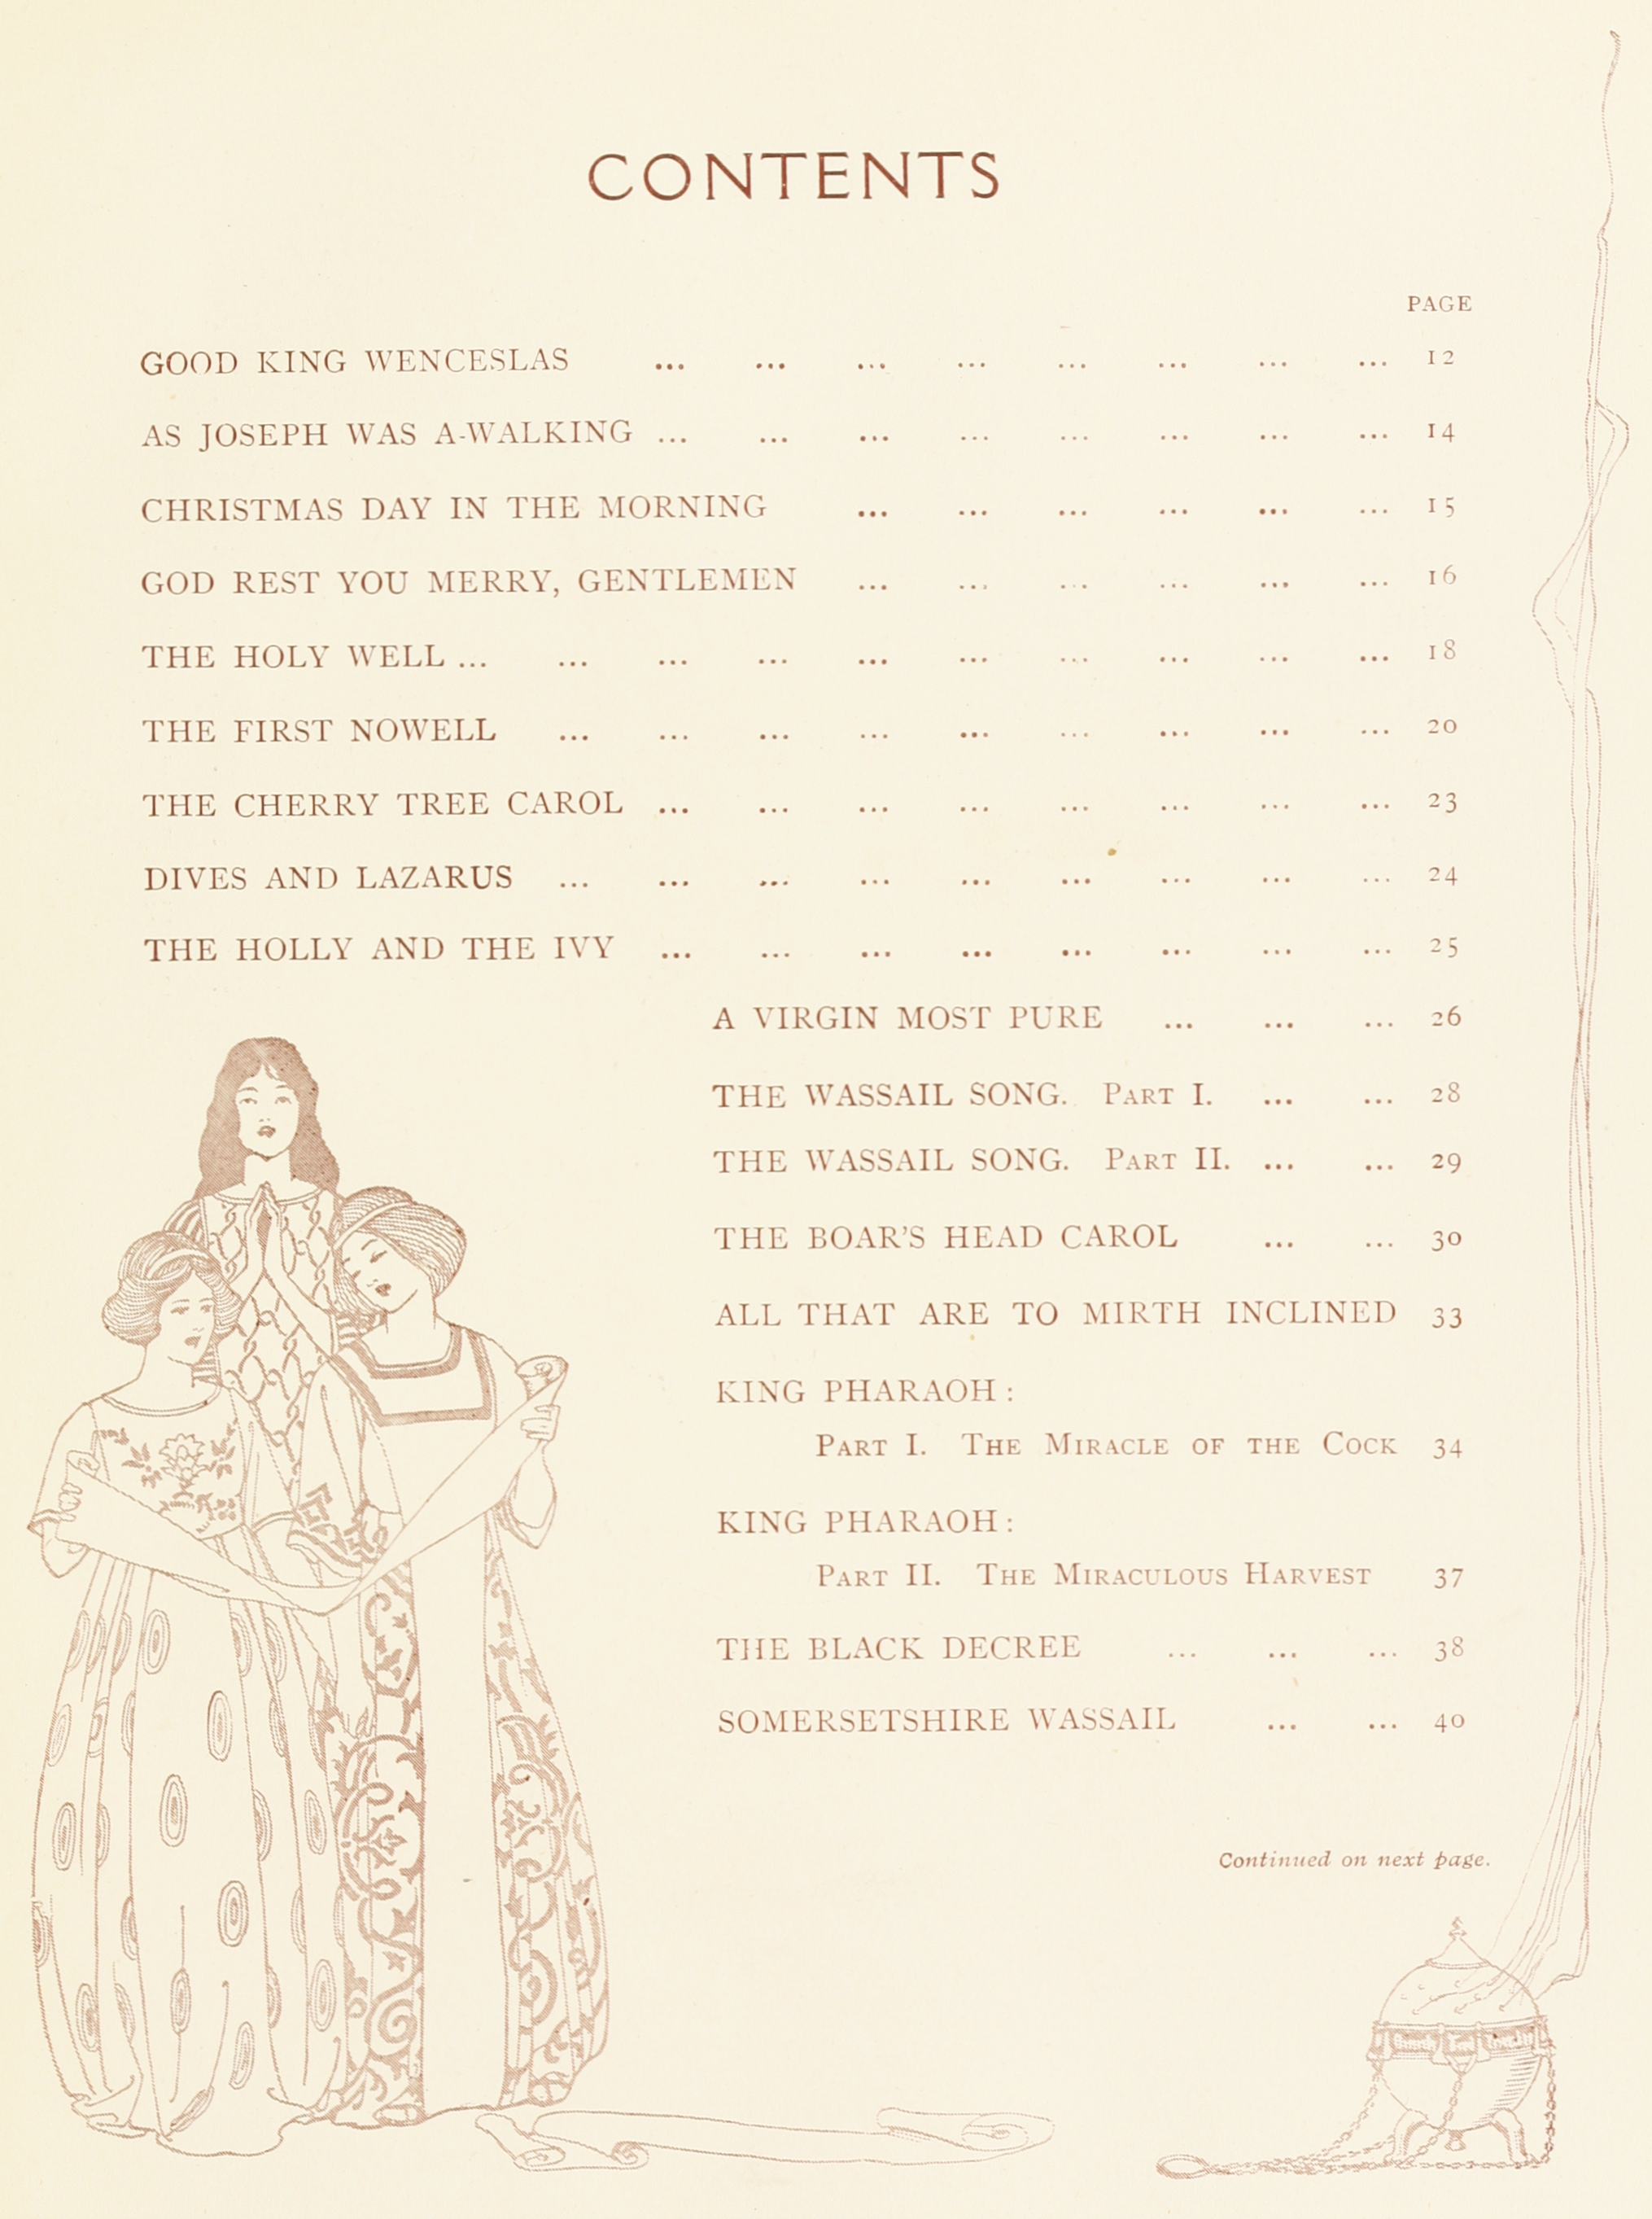 CONTENTS
PAGE
GOOD KING WENCESLAS ... ... ... ... ... ... ... ... 12
AS JOSEPH WAS A-WALKING ... ... ... ... ... ... ... ... 14
CHRISTMAS DAY IN THE MORNING ... ... ... ... ... ... 15
GOD REST YOU MERRY, GENTLEMEN ... ... ... ... ... ... 16
THE HOLY WELL ... ... ... ... ... ... ... ... ... ... 18
THE FIRST NOWELL ... ... ... ... ... ... ... ... ... 20
THE CHERRY TREE CAROL ... ... ... ... ... ... ... ... 23
DIVES AND LAZARUS ... ... ... ... ... ... ... ... ... 24
THE HOLLY AND THE IVY ... ... ... ... ... ... ... ... 25
A VIRGIN MOST PURE ... ... ... 26
THE WASSAIL SONG. PART I. ... ... 28
THE WASSAIL SONG. PART II. ... ... 29
THE BOAR'S HEAD CAROL ... ... 30
ALL THAT ARE TO MIRTH INCLINED 33
KING PHARAOH:
PART I. THE MIRACLE OF THE COCK 34
KING PHARAOH:
PART II. THE MIRACULOUS HARVEST 37
THE BLACK DECREE ... ... ... 38
SOMERSETSHIRE WASSAIL ... ... 40
Continued on next page.